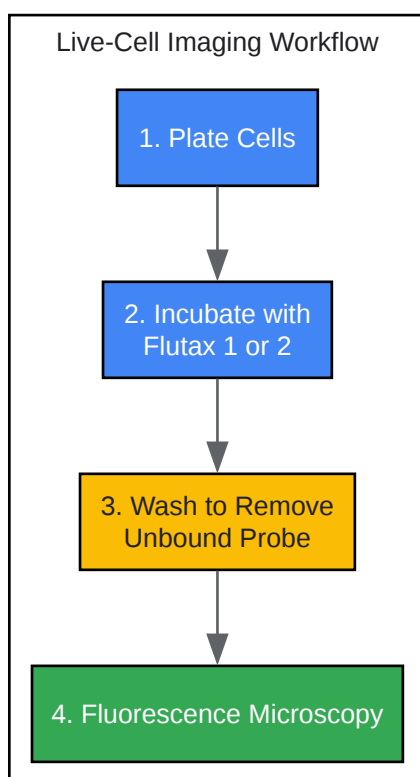 Live-Cell Imaging Workflow
1. Plate Cells
2. Incubate with
Flutax 1 or 2
3. Wash to Remove
Unbound Probe
4. Fluorescence Microscopy